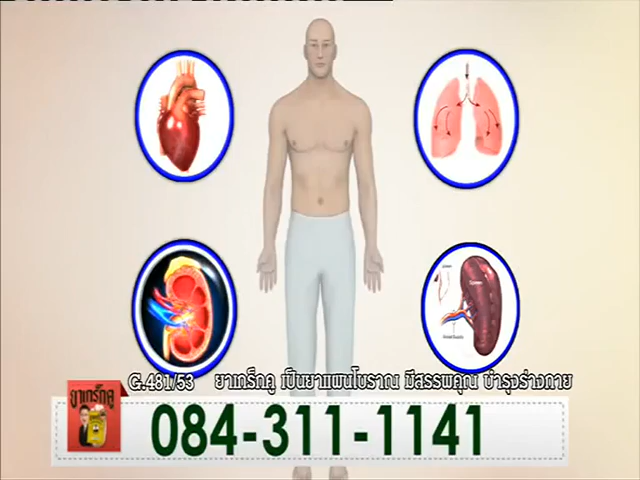 Spleen
G.481/53 ยาเกร็กคู เป็นยาแผนโบราณ มีสรรพคุณ บำรุงร่างกาย
ยาเกร็กคู
084-311-1141